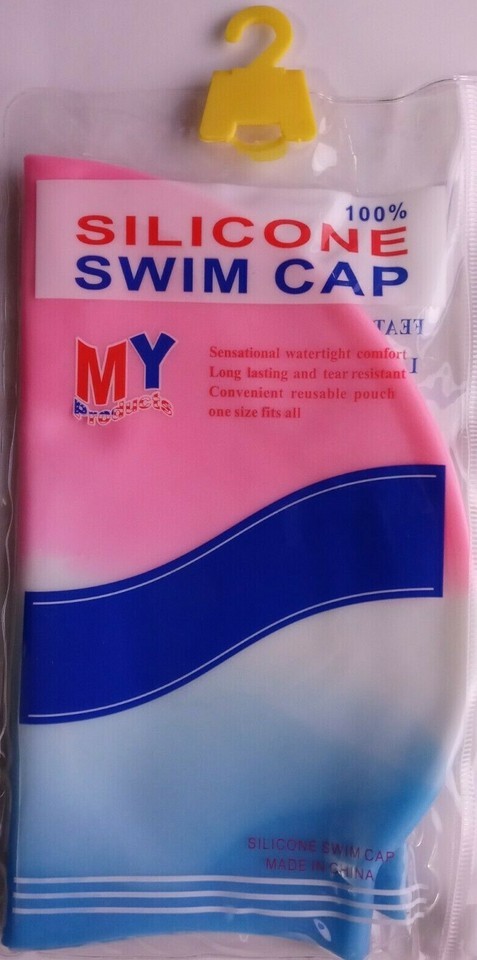 100%
SILICONE
SWIM CAP
FEAT
MY
Products
Sensational watertight comfort
Long lasting and tear resistant
Convenient reusable pouch
one size fits all
SILICONE SWIM CAP
MADE IN CHINA